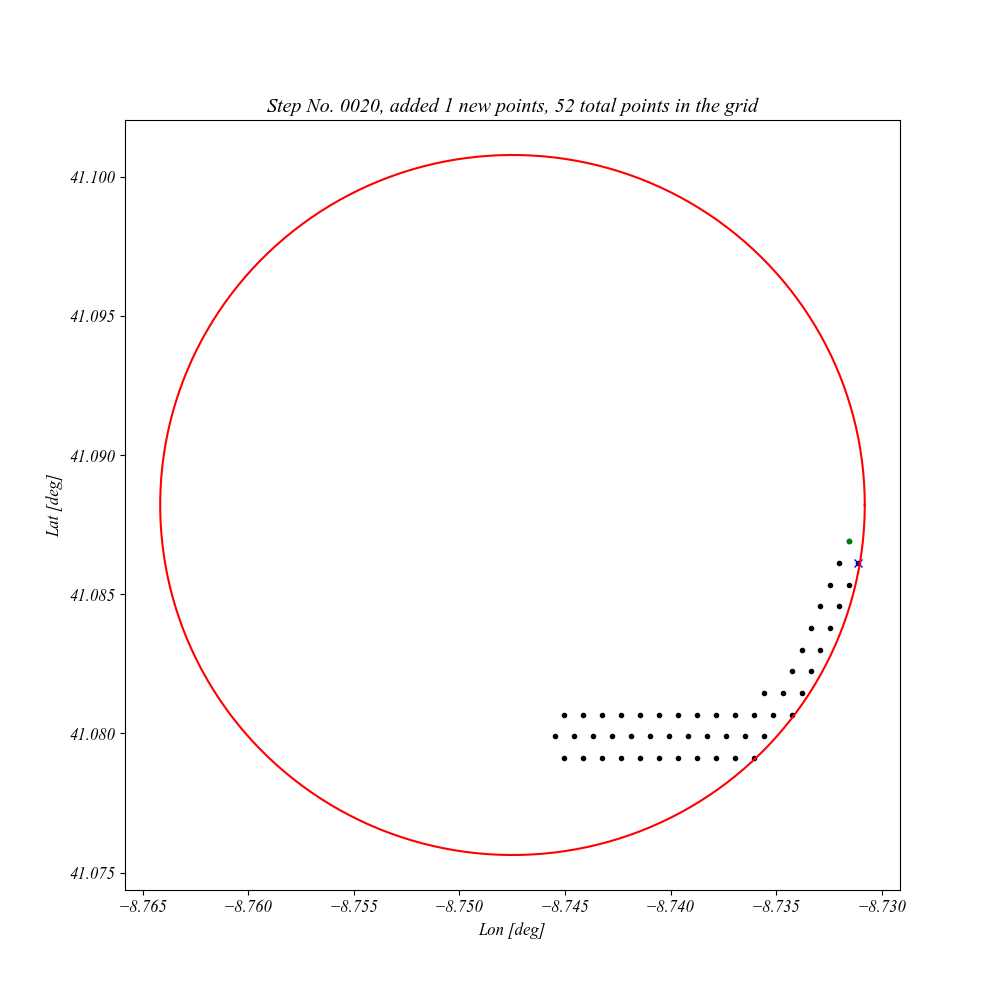 Step No. 0020, added 1 new points, 52 total points in the grid
41.100
41.095
41.090
41.085
41.080
41.075
Lat [deg]
−8.765 −8.760 −8.755 −8.750 −8.745 −8.740 −8.735 −8.730
Lon [deg]